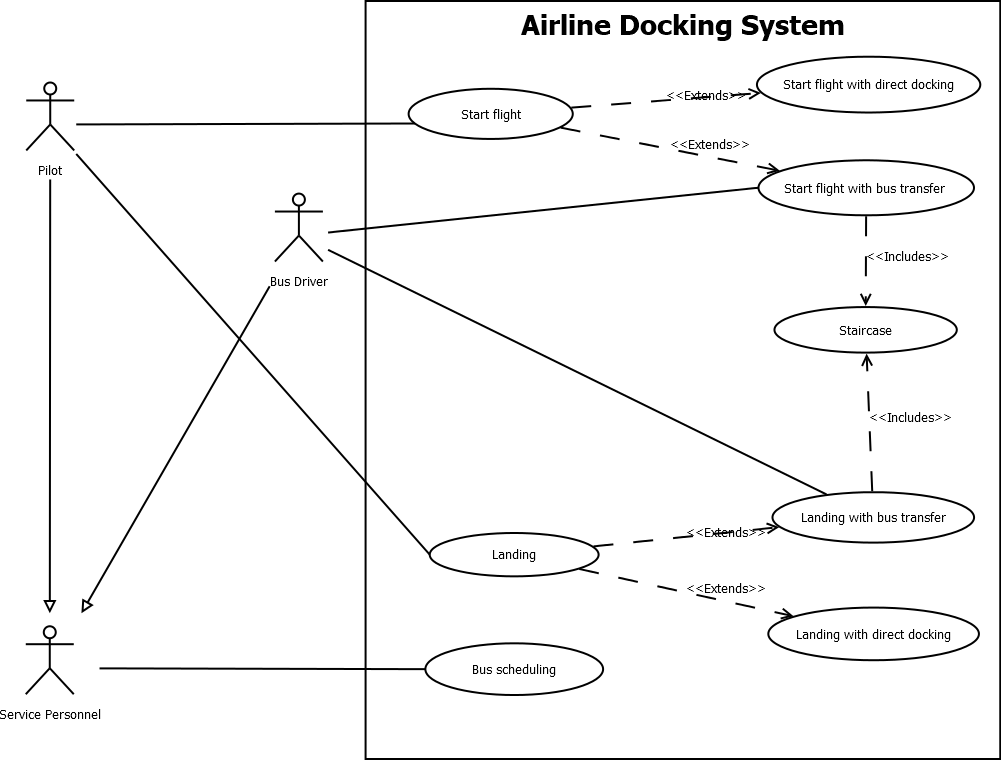 Airline Docking System
Start flight with direct docking
<<Extends>>
Start flight
<<Extends>>
Pilot
Start flight with bus transfer
<<Includes>>
Bus Driver
Staircase
<<Includes>>
Landing with bus transfer
<<Extends>>
Landing
<<Extends>>
Landing with direct docking
Bus scheduling
Service Personnel